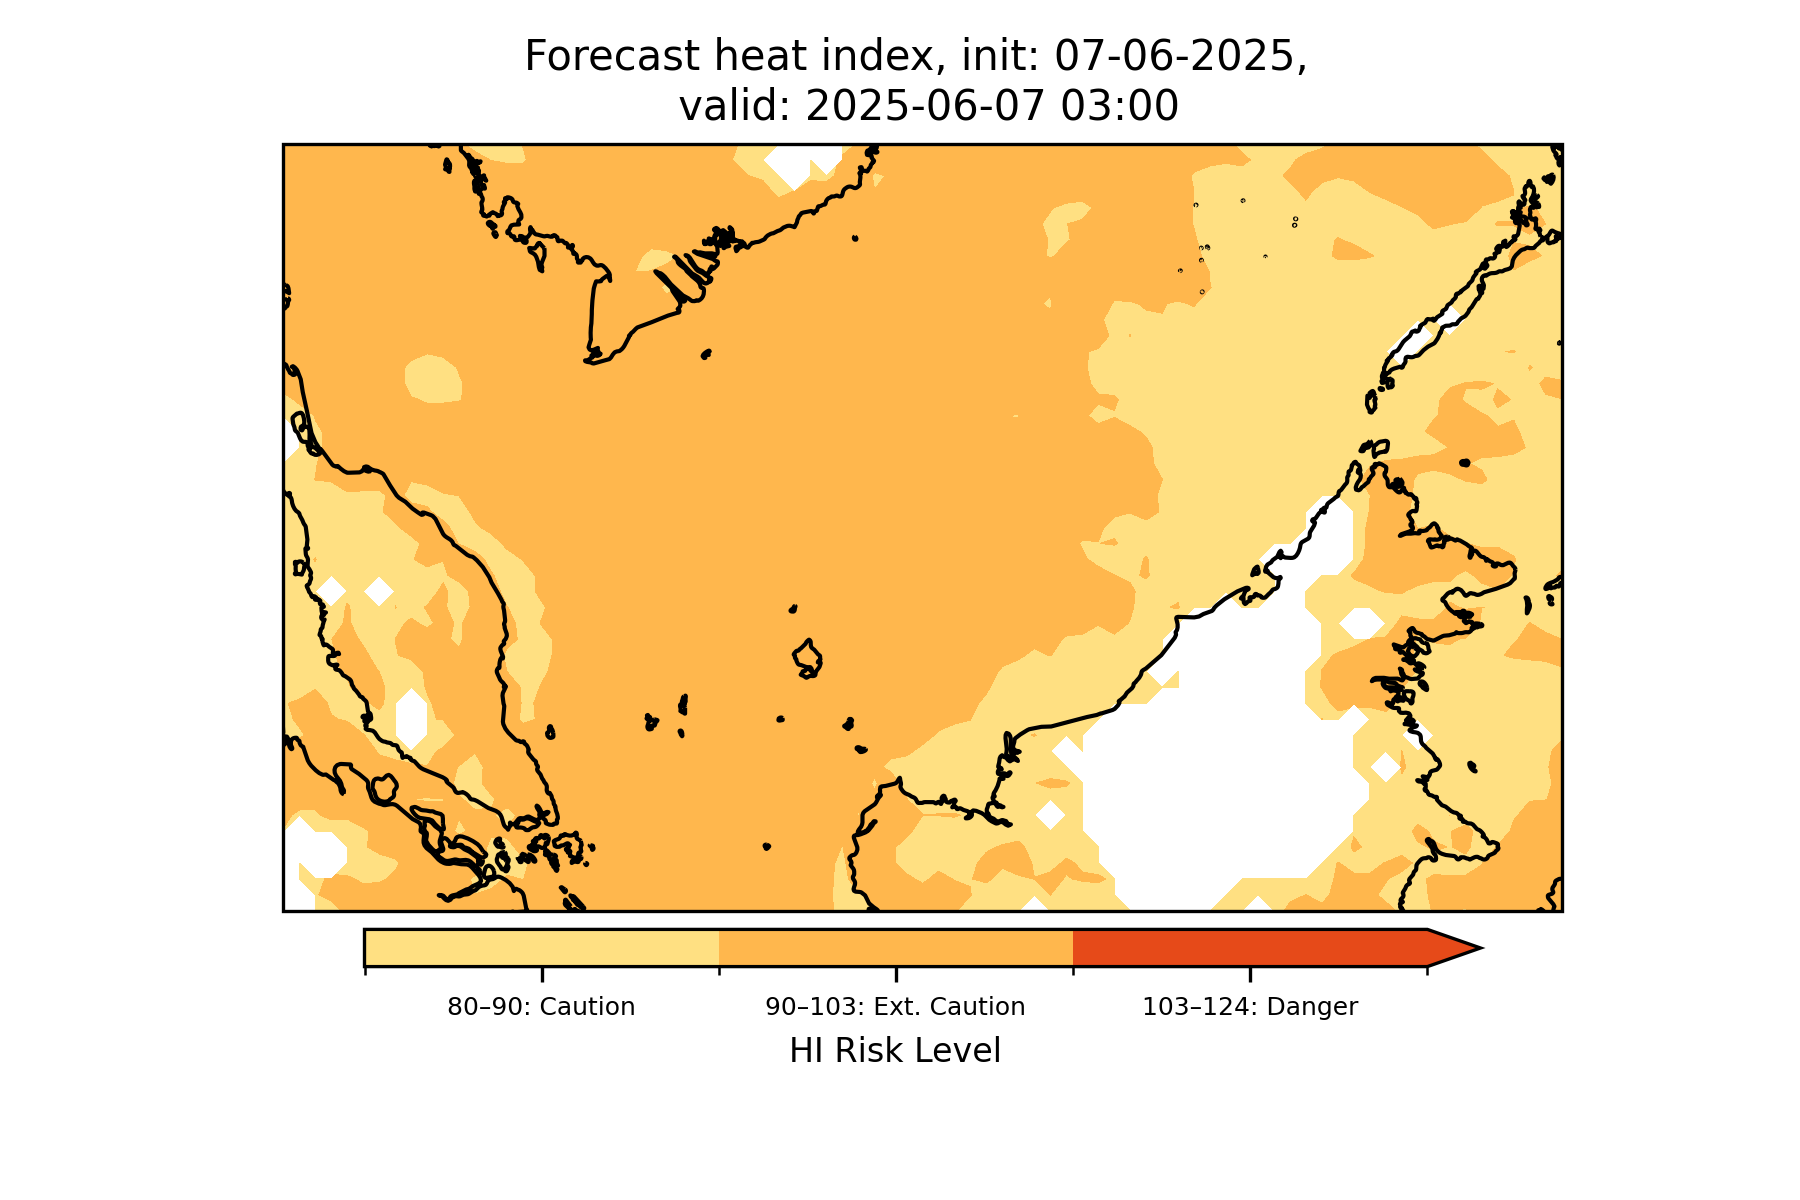 Forecast heat index, init: 07-06-2025,
valid: 2025-06-07 03:00
80–90: Caution
90–103: Ext. Caution
103–124: Danger
HI Risk Level